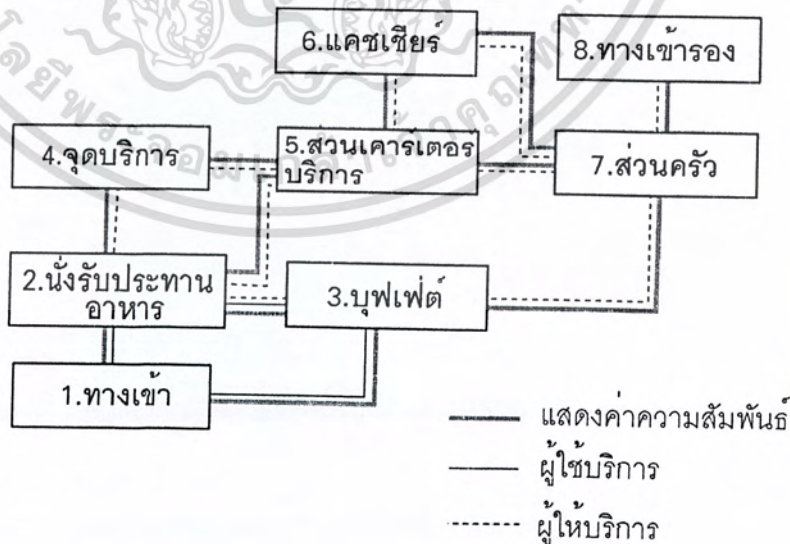 6.แคชเชียร์
8.ทางเข้ารอง
4.จุดบริการ
5.ส่วนเคาร์เตอร์
บริการ
7.ส่วนครัว
2.นั่งรับประทาน
อาหาร
3.บุฟเฟ่ต์
1.ทางเข้า
แสดงค่าความสัมพันธ์
ผู้ใช้บริการ
ผู้ให้บริการ